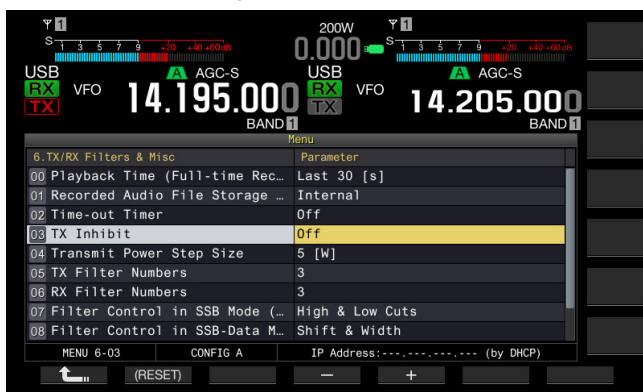 1 200W 1
S 1 3 5 7 9 +20 +40 +60dB 0.000 S 1 3 5 7 9 +20 +40 +60dB
USB A AGC-S USB A AGC-S
RX VFO 14.195.000 RX VFO 14.205.000
TX TX
BAND 1 BAND 1
Menu
6.TX/RX Filters & Misc Parameter
00 Playback Time (Full-time Rec... Last 30 [s]
01 Recorded Audio File Storage ... Internal
02 Time-out Timer Off
03 TX Inhibit Off
04 Transmit Power Step Size 5 [W]
05 TX Filter Numbers 3
06 RX Filter Numbers 3
07 Filter Control in SSB Mode (... High & Low Cuts
08 Filter Control in SSB-Data M... Shift & Width
MENU 6-03 CONFIG A IP Address:---.---.---.--- (by DHCP)
(RESET) − +